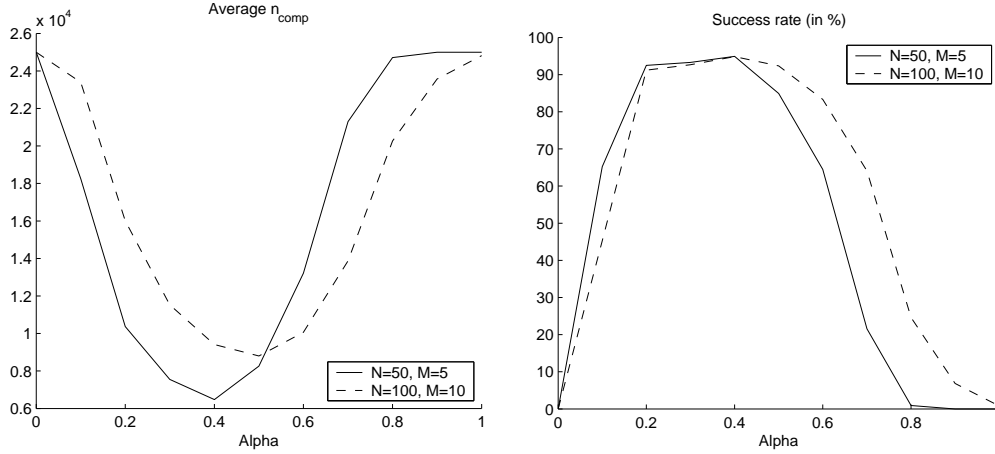 Average n_comp
x 10^4
2.6
2.4
2.2
2
1.8
1.6
1.4
1.2
1
0.8
0.6
0 0.2 0.4 0.6 0.8 1
Alpha
N=50, M=5
N=100, M=10
Success rate (in %)
100
90
80
70
60
50
40
30
20
10
0
0 0.2 0.4 0.6 0.8
Alpha
N=50, M=5
N=100, M=10